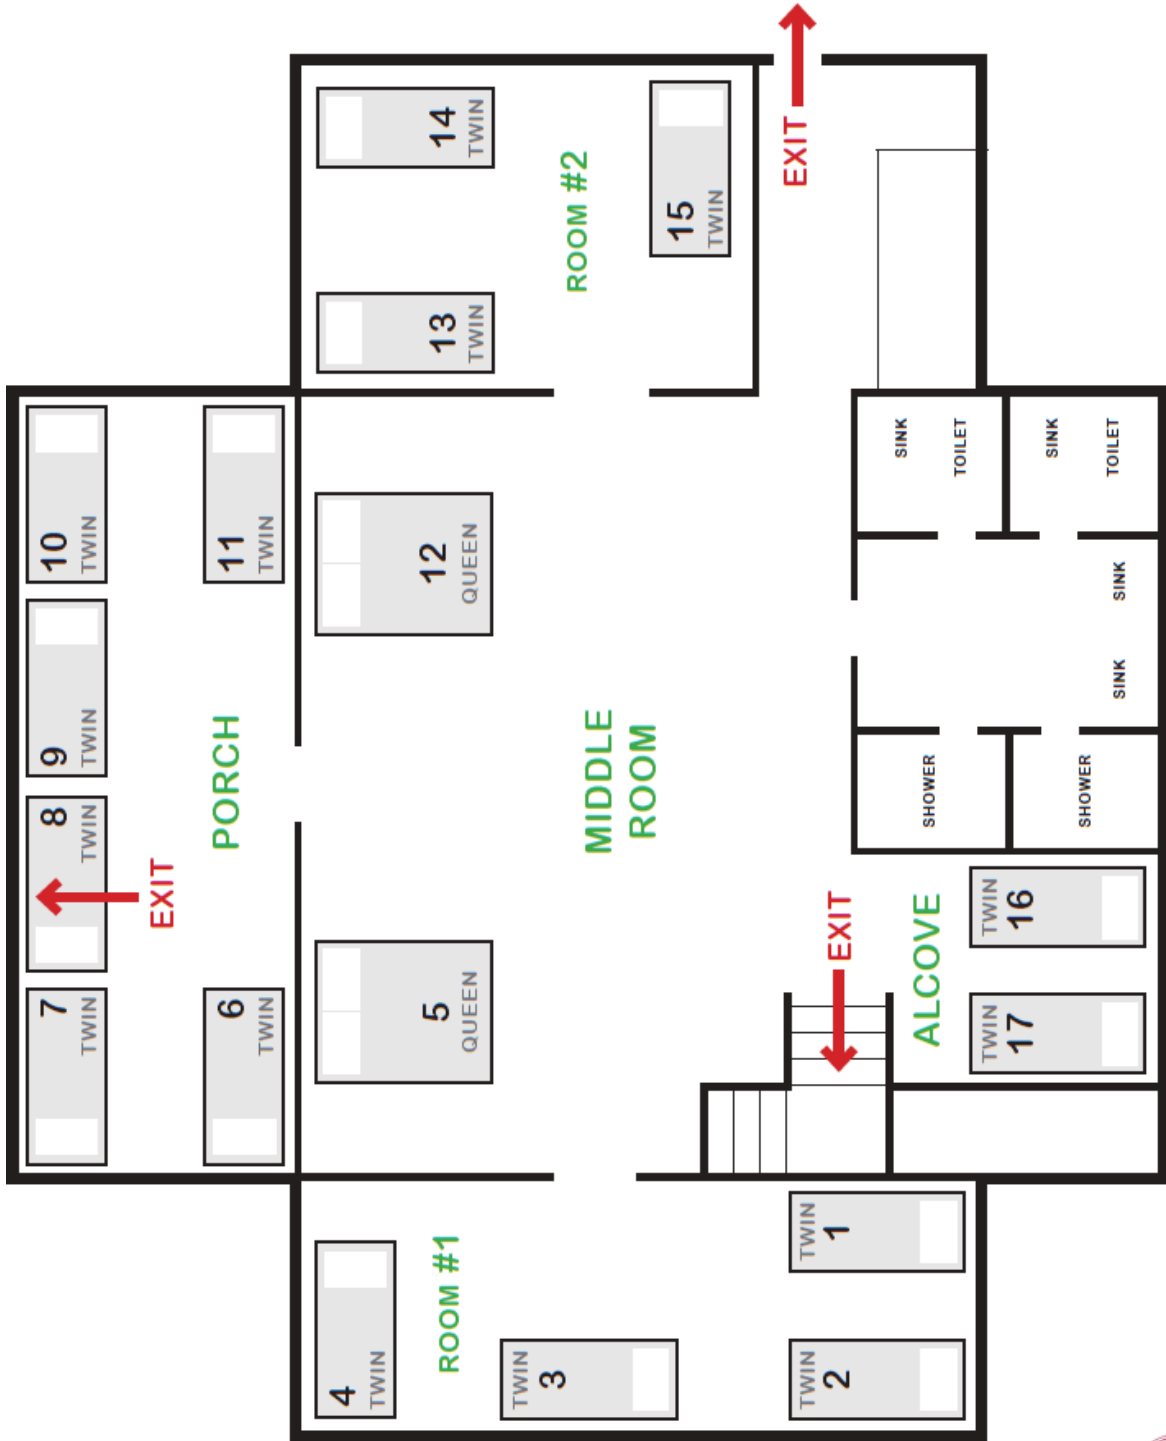 10
TWIN
9
TWIN
8
TWIN
EXIT
7
TWIN
11
TWIN
PORCH
6
TWIN
14
TWIN
13
TWIN
ROOM #2
15
TWIN
EXIT
12
QUEEN
5
QUEEN
MIDDLE
ROOM
EXIT
SINK
TOILET
SINK
TOILET
SINK
SINK
SHOWER
SHOWER
ALCOVE
TWIN
16
TWIN
17
4
TWIN
ROOM #1
TWIN
3
TWIN
1
TWIN
2